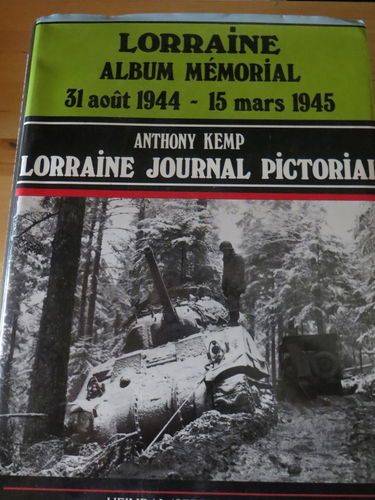 LORRAINE
ALBUM MÉMORIAL
31 août 1944 - 15 mars 1945
ANTHONY KEMP
LORRAINE JOURNAL PICTORIAL